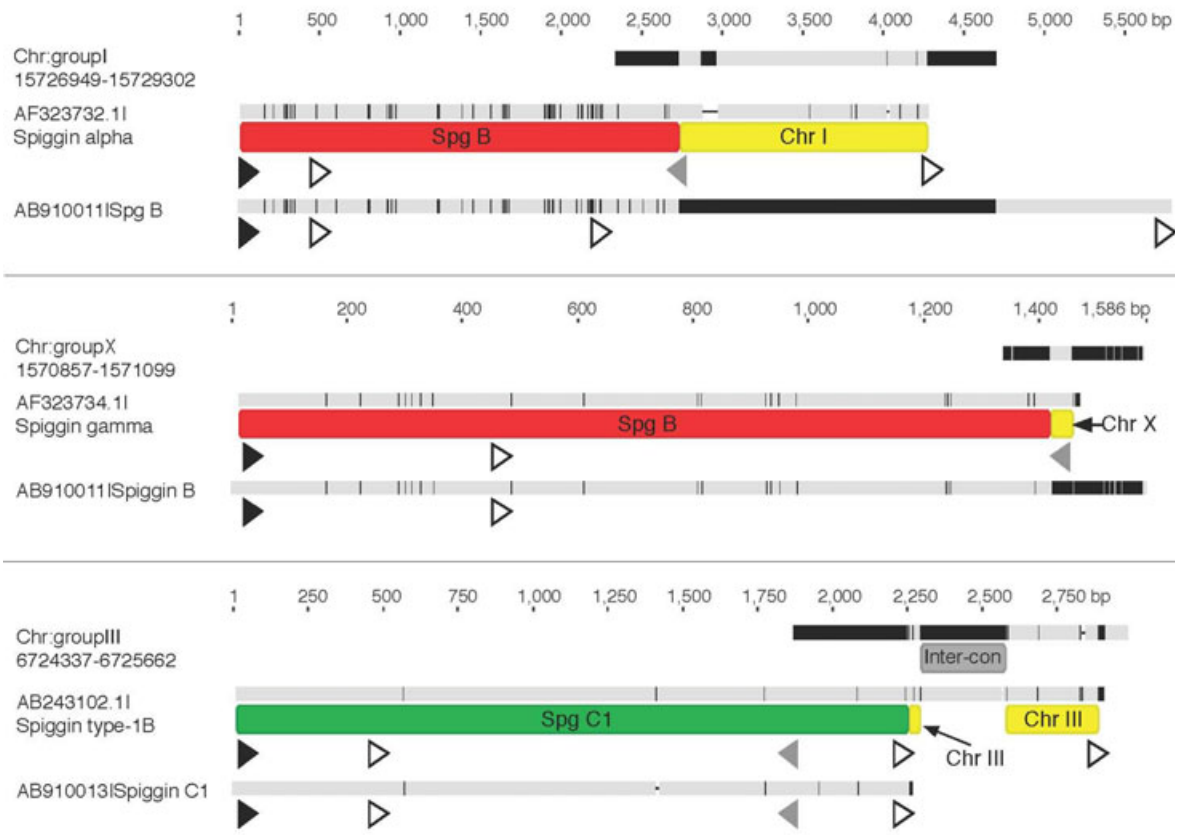 1 500 1,000 1,500 2,000 2,500 3,000 3,500 4,000 4,500 5,000 5,500 bp
Chr:groupI
15726949-15729302
AF323732.1I
Spiggin alpha
Spg B Chr I
AB910011ISpg B
1 200 400 600 800 1,000 1,200 1,400 1,586 bp
Chr:groupX
1570857-1571099
AF323734.1I
Spiggin gamma
Spg B Chr X
AB910011ISpiggin B
1 250 500 750 1,000 1,250 1,500 1,750 2,000 2,250 2,500 2,750 bp
Chr:groupIII
6724337-6725662
Inter-con
AB243102.1I
Spiggin type-1B
Spg C1 Chr III
Chr III
AB910013ISpiggin C1